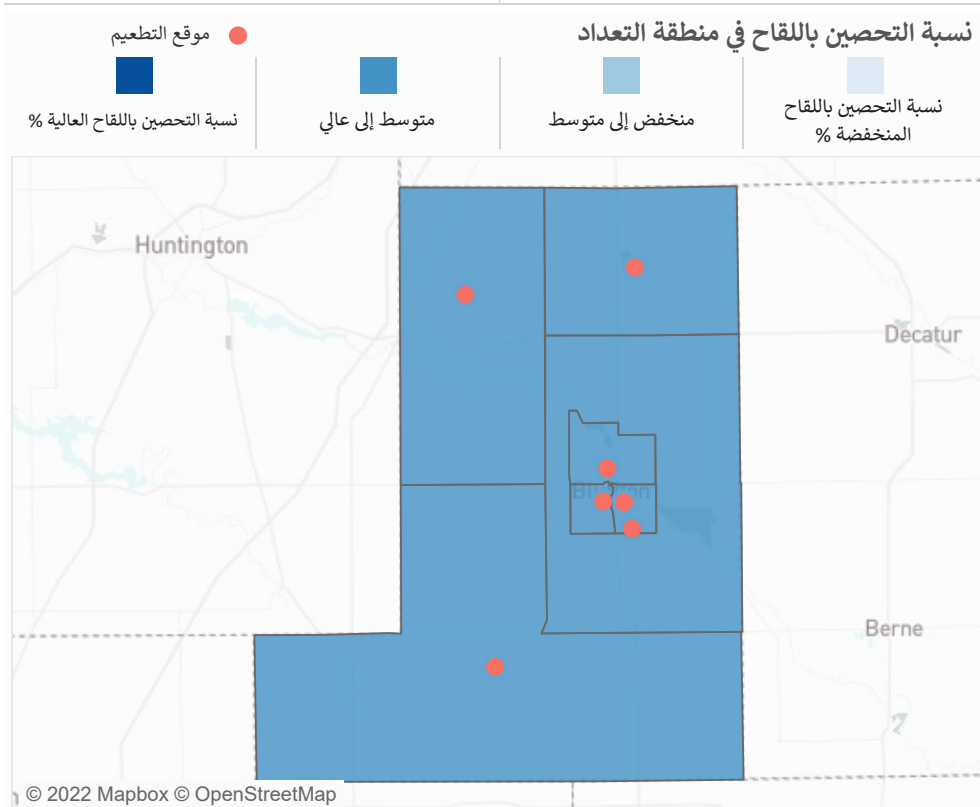 نسبة التحصين باللقاح في منطقة التعداد
موقع التطعيم
نسبة التحصين باللقاح
المنخفضة %
منخفض إلى متوسط
متوسط إلى عالي
نسبة التحصين باللقاح العالية %
Huntington
Decatur
Berne
© 2022 Mapbox © OpenStreetMap